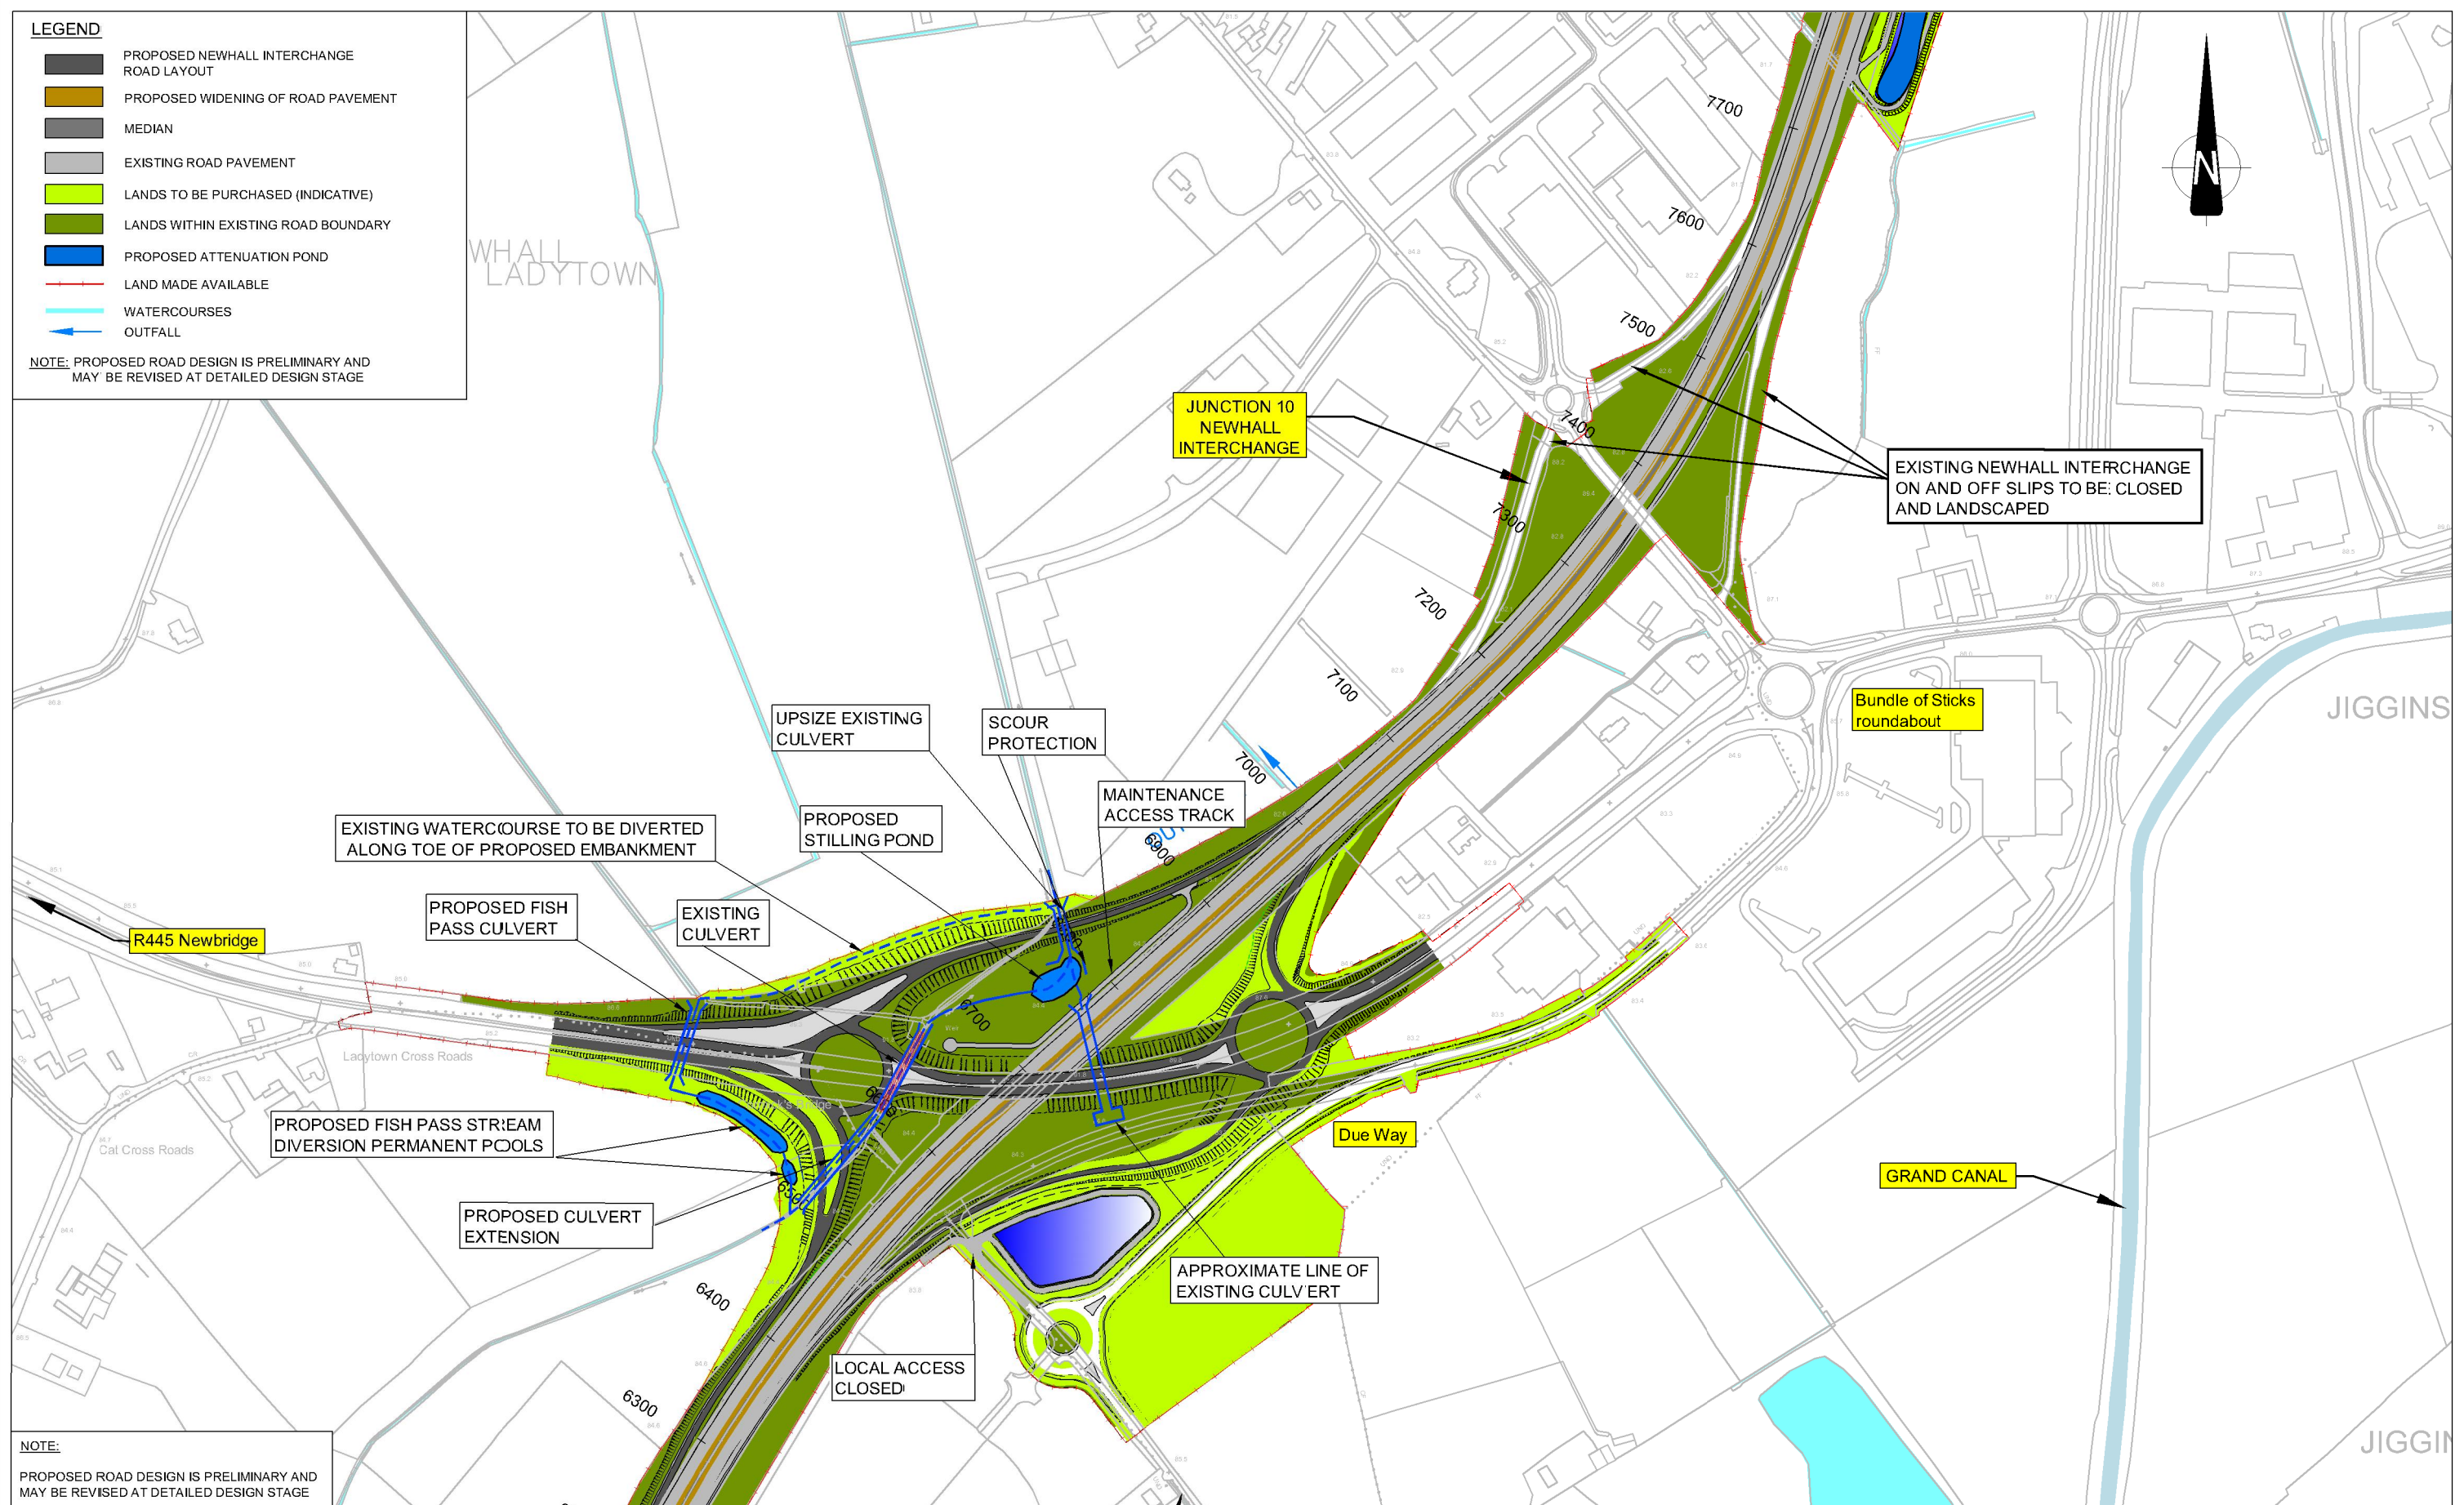 LEGEND
PROPOSED NEWHALL INTERCHANGE
ROAD LAYOUT
PROPOSED WIDENING OF ROAD PAVEMENT
MEDIAN
EXISTING ROAD PAVEMENT
LANDS TO BE PURCHASED (INDICATIVE)
LANDS WITHIN EXISTING ROAD BOUNDARY
PROPOSED ATTENUATION POND
LAND MADE AVAILABLE
WATERCOURSES
OUTFALL
NOTE: PROPOSED ROAD DESIGN IS PRELIMINARY AND
MAY BE REVISED AT DETAILED DESIGN STAGE
WHALL
LADYTOWN
N
7700
7600
7500
7400
7300
7200
7100
7000
6900
6700
6400
6300
JUNCTION 10
NEWHALL
INTERCHANGE
EXISTING NEWHALL INTERCHANGE
ON AND OFF SLIPS TO BE CLOSED
AND LANDSCAPED
Bundle of Sticks
roundabout
JIGGINS
UPSIZE EXISTING
CULVERT
SCOUR
PROTECTION
MAINTENANCE
ACCESS TRACK
PROPOSED
STILLING POND
EXISTING WATERCOURSE TO BE DIVERTED
ALONG TOE OF PROPOSED EMBANKMENT
PROPOSED FISH
PASS CULVERT
EXISTING
CULVERT
R445 Newbridge
Ladytown Cross Roads
Cat Cross Roads
PROPOSED FISH PASS STREAM
DIVERSION PERMANENT POOLS
PROPOSED CULVERT
EXTENSION
Due Way
GRAND CANAL
APPROXIMATE LINE OF
EXISTING CULVERT
LOCAL ACCESS
CLOSED
JIGGIN
NOTE:
PROPOSED ROAD DESIGN IS PRELIMINARY AND
MAY BE REVISED AT DETAILED DESIGN STAGE